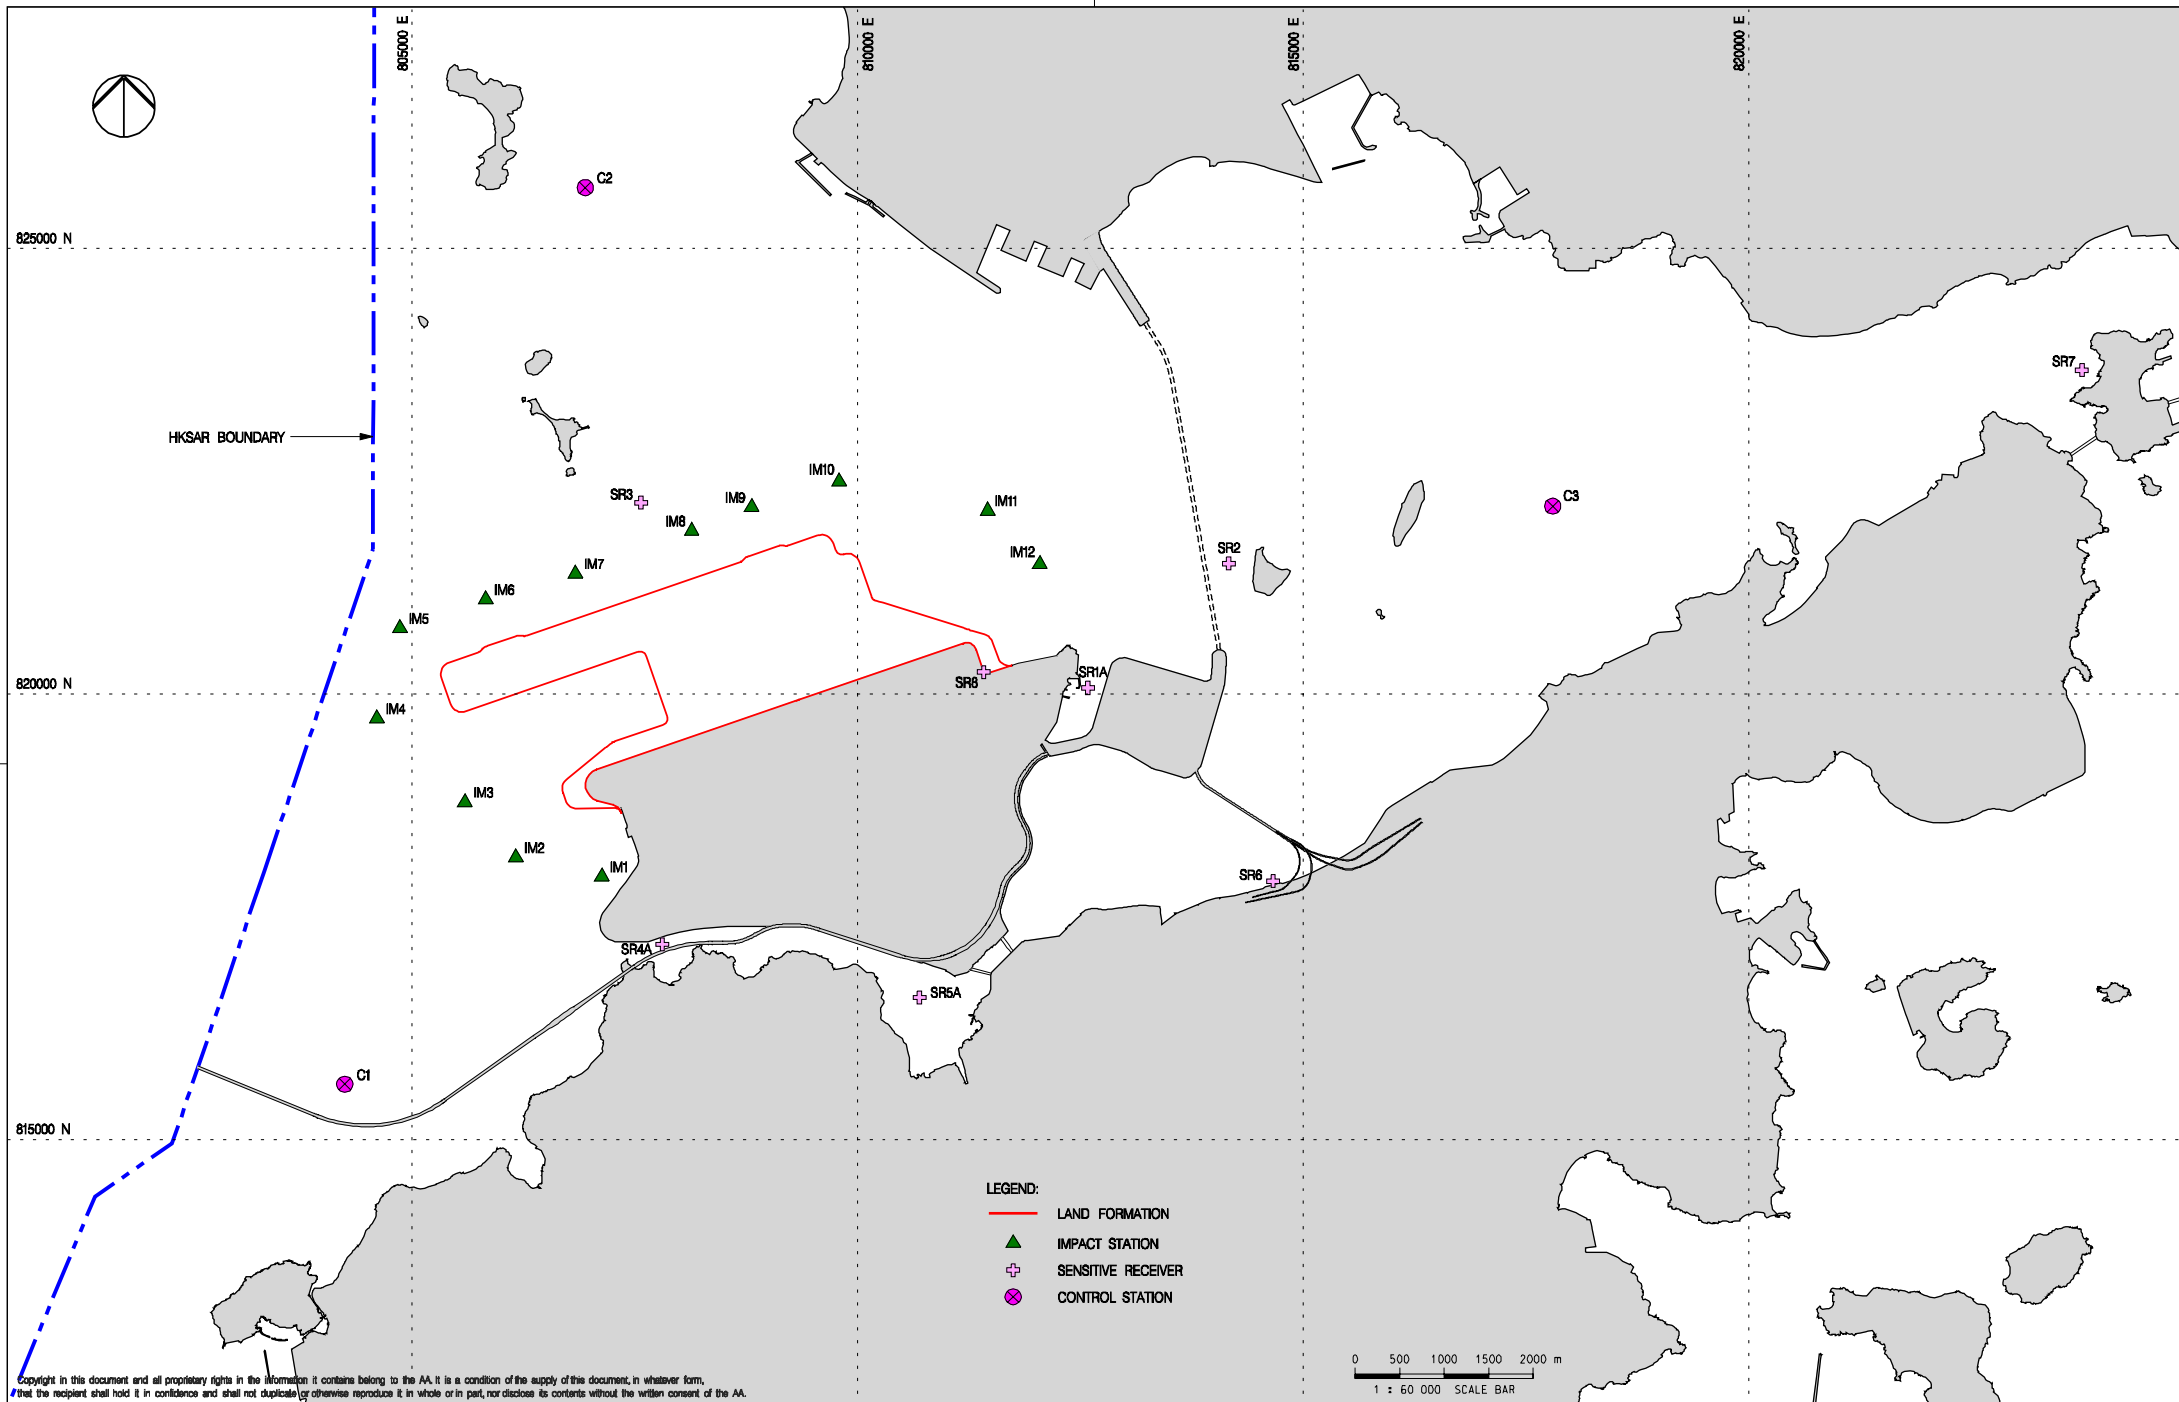 805000 E
810000 E
815000 E
820000 E
C2
825000 N
SR7
HKSAR BOUNDARY
IM10
SR3
IM9
IM11
C3
IM8
IM12
SR2
IM7
IM6
IM5
820000 N
SR8
SR1A
IM4
IM3
IM2
IM1
SR6
SR4A
SR5A
C1
815000 N
LEGEND:
LAND FORMATION
IMPACT STATION
SENSITIVE RECEIVER
CONTROL STATION
0 500 1000 1500 2000 m
1 : 60 000 SCALE BAR
Copyright in this document and all proprietary rights in the information it contains belong to the AA. It is a condition of the supply of this document, in whatever form,
that the recipient shall hold it in confidence and shall not duplicate or otherwise reproduce it in whole or in part, nor disclose its contents without the written consent of the AA.